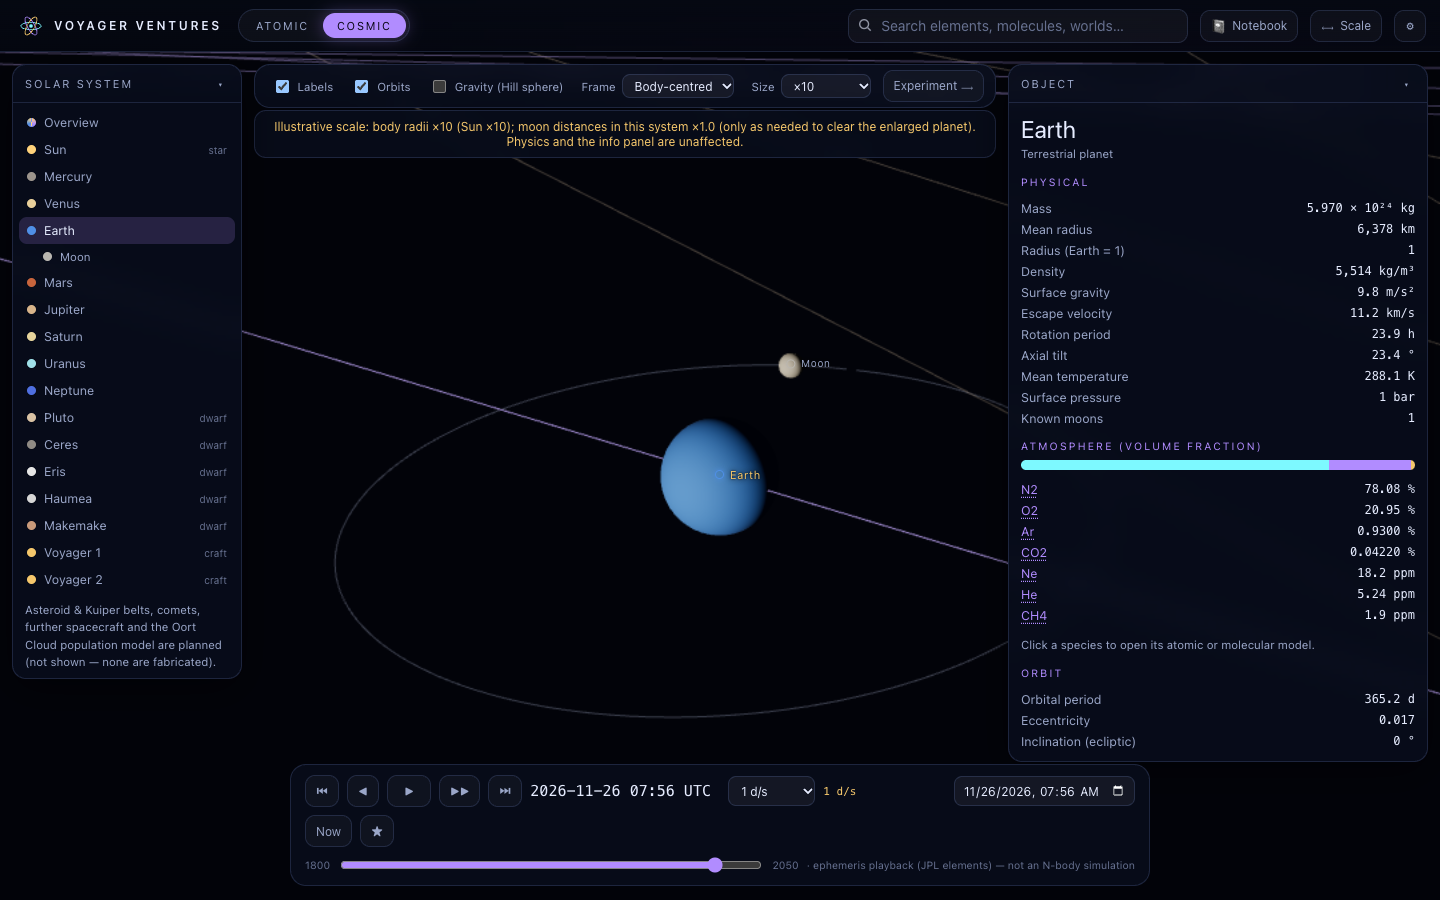 VOYAGER VENTURES
ATOMIC
COSMIC
Search elements, molecules, worlds...
Notebook
Scale
SOLAR SYSTEM
Overview
Sun star
Mercury
Venus
Earth
Moon
Mars
Jupiter
Saturn
Uranus
Neptune
Pluto dwarf
Ceres dwarf
Eris dwarf
Haumea dwarf
Makemake dwarf
Voyager 1 craft
Voyager 2 craft
Asteroid & Kuiper belts, comets,
further spacecraft and the Oort
Cloud population model are planned
(not shown — none are fabricated).
Labels
Orbits
Gravity (Hill sphere)
Frame Body-centred
Size ×10
Experiment
Illustrative scale: body radii ×10 (Sun ×10); moon distances in this system ×1.0 (only as needed to clear the enlarged planet).
Physics and the info panel are unaffected.
Moon
Earth
OBJECT
Earth
Terrestrial planet
PHYSICAL
Mass 5.970 × 10²⁴ kg
Mean radius 6,378 km
Radius (Earth = 1) 1
Density 5,514 kg/m³
Surface gravity 9.8 m/s²
Escape velocity 11.2 km/s
Rotation period 23.9 h
Axial tilt 23.4 °
Mean temperature 288.1 K
Surface pressure 1 bar
Known moons 1
ATMOSPHERE (VOLUME FRACTION)
N2 78.08 %
O2 20.95 %
Ar 0.9300 %
CO2 0.04220 %
Ne 18.2 ppm
He 5.24 ppm
CH4 1.9 ppm
Click a species to open its atomic or molecular model.
ORBIT
Orbital period 365.2 d
Eccentricity 0.017
Inclination (ecliptic) 0 °
2026-11-26 07:56 UTC
1 d/s
1 d/s
11/26/2026, 07:56 AM
Now
1800
2050 · ephemeris playback (JPL elements) — not an N-body simulation